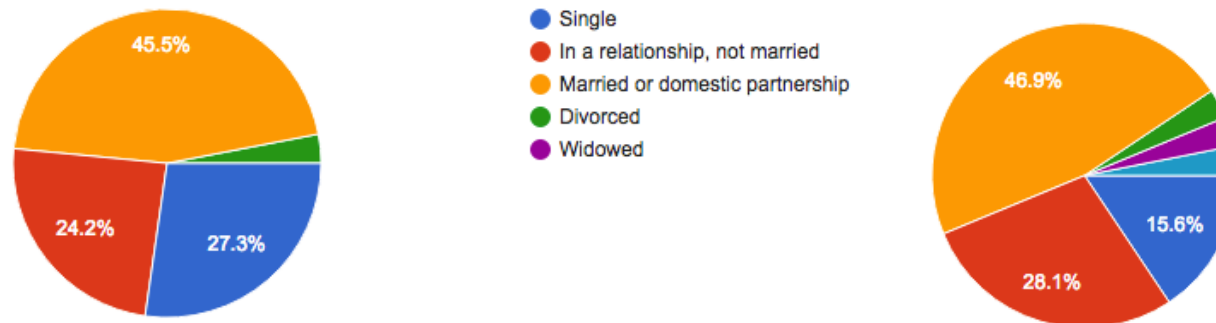 45.5%
24.2%
27.3%
Single
In a relationship, not married
Married or domestic partnership
Divorced
Widowed
46.9%
15.6%
28.1%